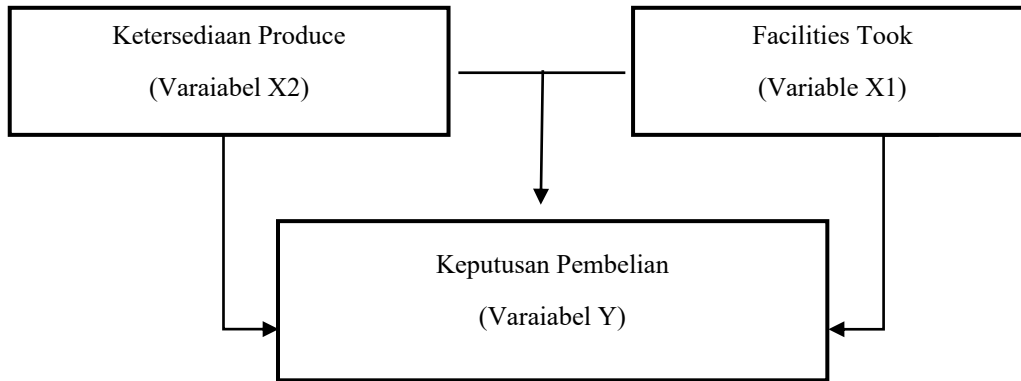 Ketersediaan Produce
(Varaiabel X2)
Facilities Took
(Variable X1)
Keputusan Pembelian
(Varaiabel Y)